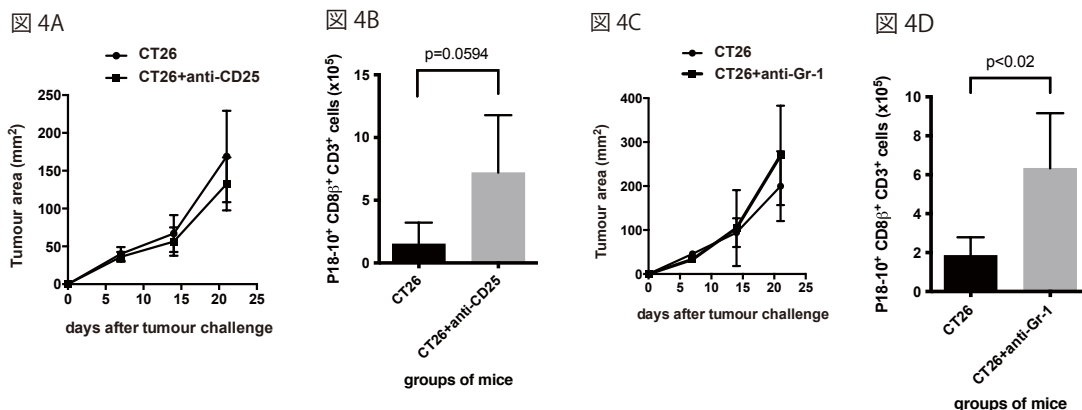 図 4A
CT26
CT26+anti-CD25
Tumour area (mm²)
250
200
150
100
50
0
0 5 10 15 20 25
days after tumour challenge
図 4B
p=0.0594
P18-10⁺ CD8β⁺ CD3⁺ cells (x10⁵)
15
10
5
0
CT26
CT26+anti-CD25
groups of mice
図 4C
CT26
CT26+anti-Gr-1
Tumour area (mm²)
400
300
200
100
0
0 5 10 15 20 25
days after tumour challenge
図 4D
p<0.02
P18-10⁺ CD8β⁺ CD3⁺ cells (x10⁵)
10
8
6
4
2
0
CT26
CT26+anti-Gr-1
groups of mice